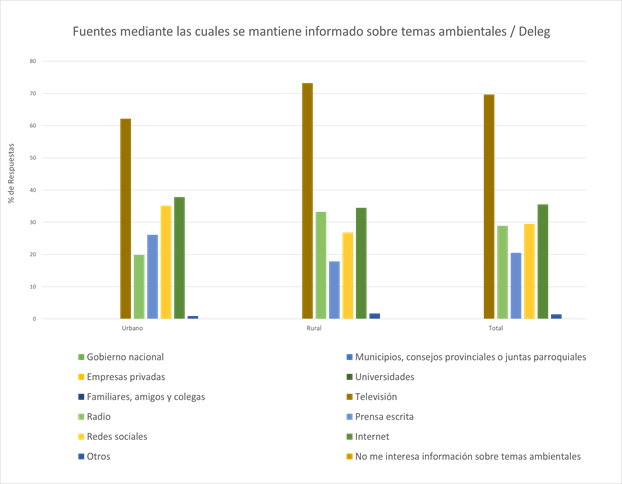 Fuentes mediante las cuales se mantiene informado sobre temas ambientales / Deleg
80
70
60
50
40
30
20
10
0
% de Respuestas
Urbano Rural Total
Gobierno nacional Municipios, consejos provinciales o juntas parroquiales
Empresas privadas Universidades
Familiares, amigos y colegas Televisión
Radio Prensa escrita
Redes sociales Internet
Otros No me interesa información sobre temas ambientales